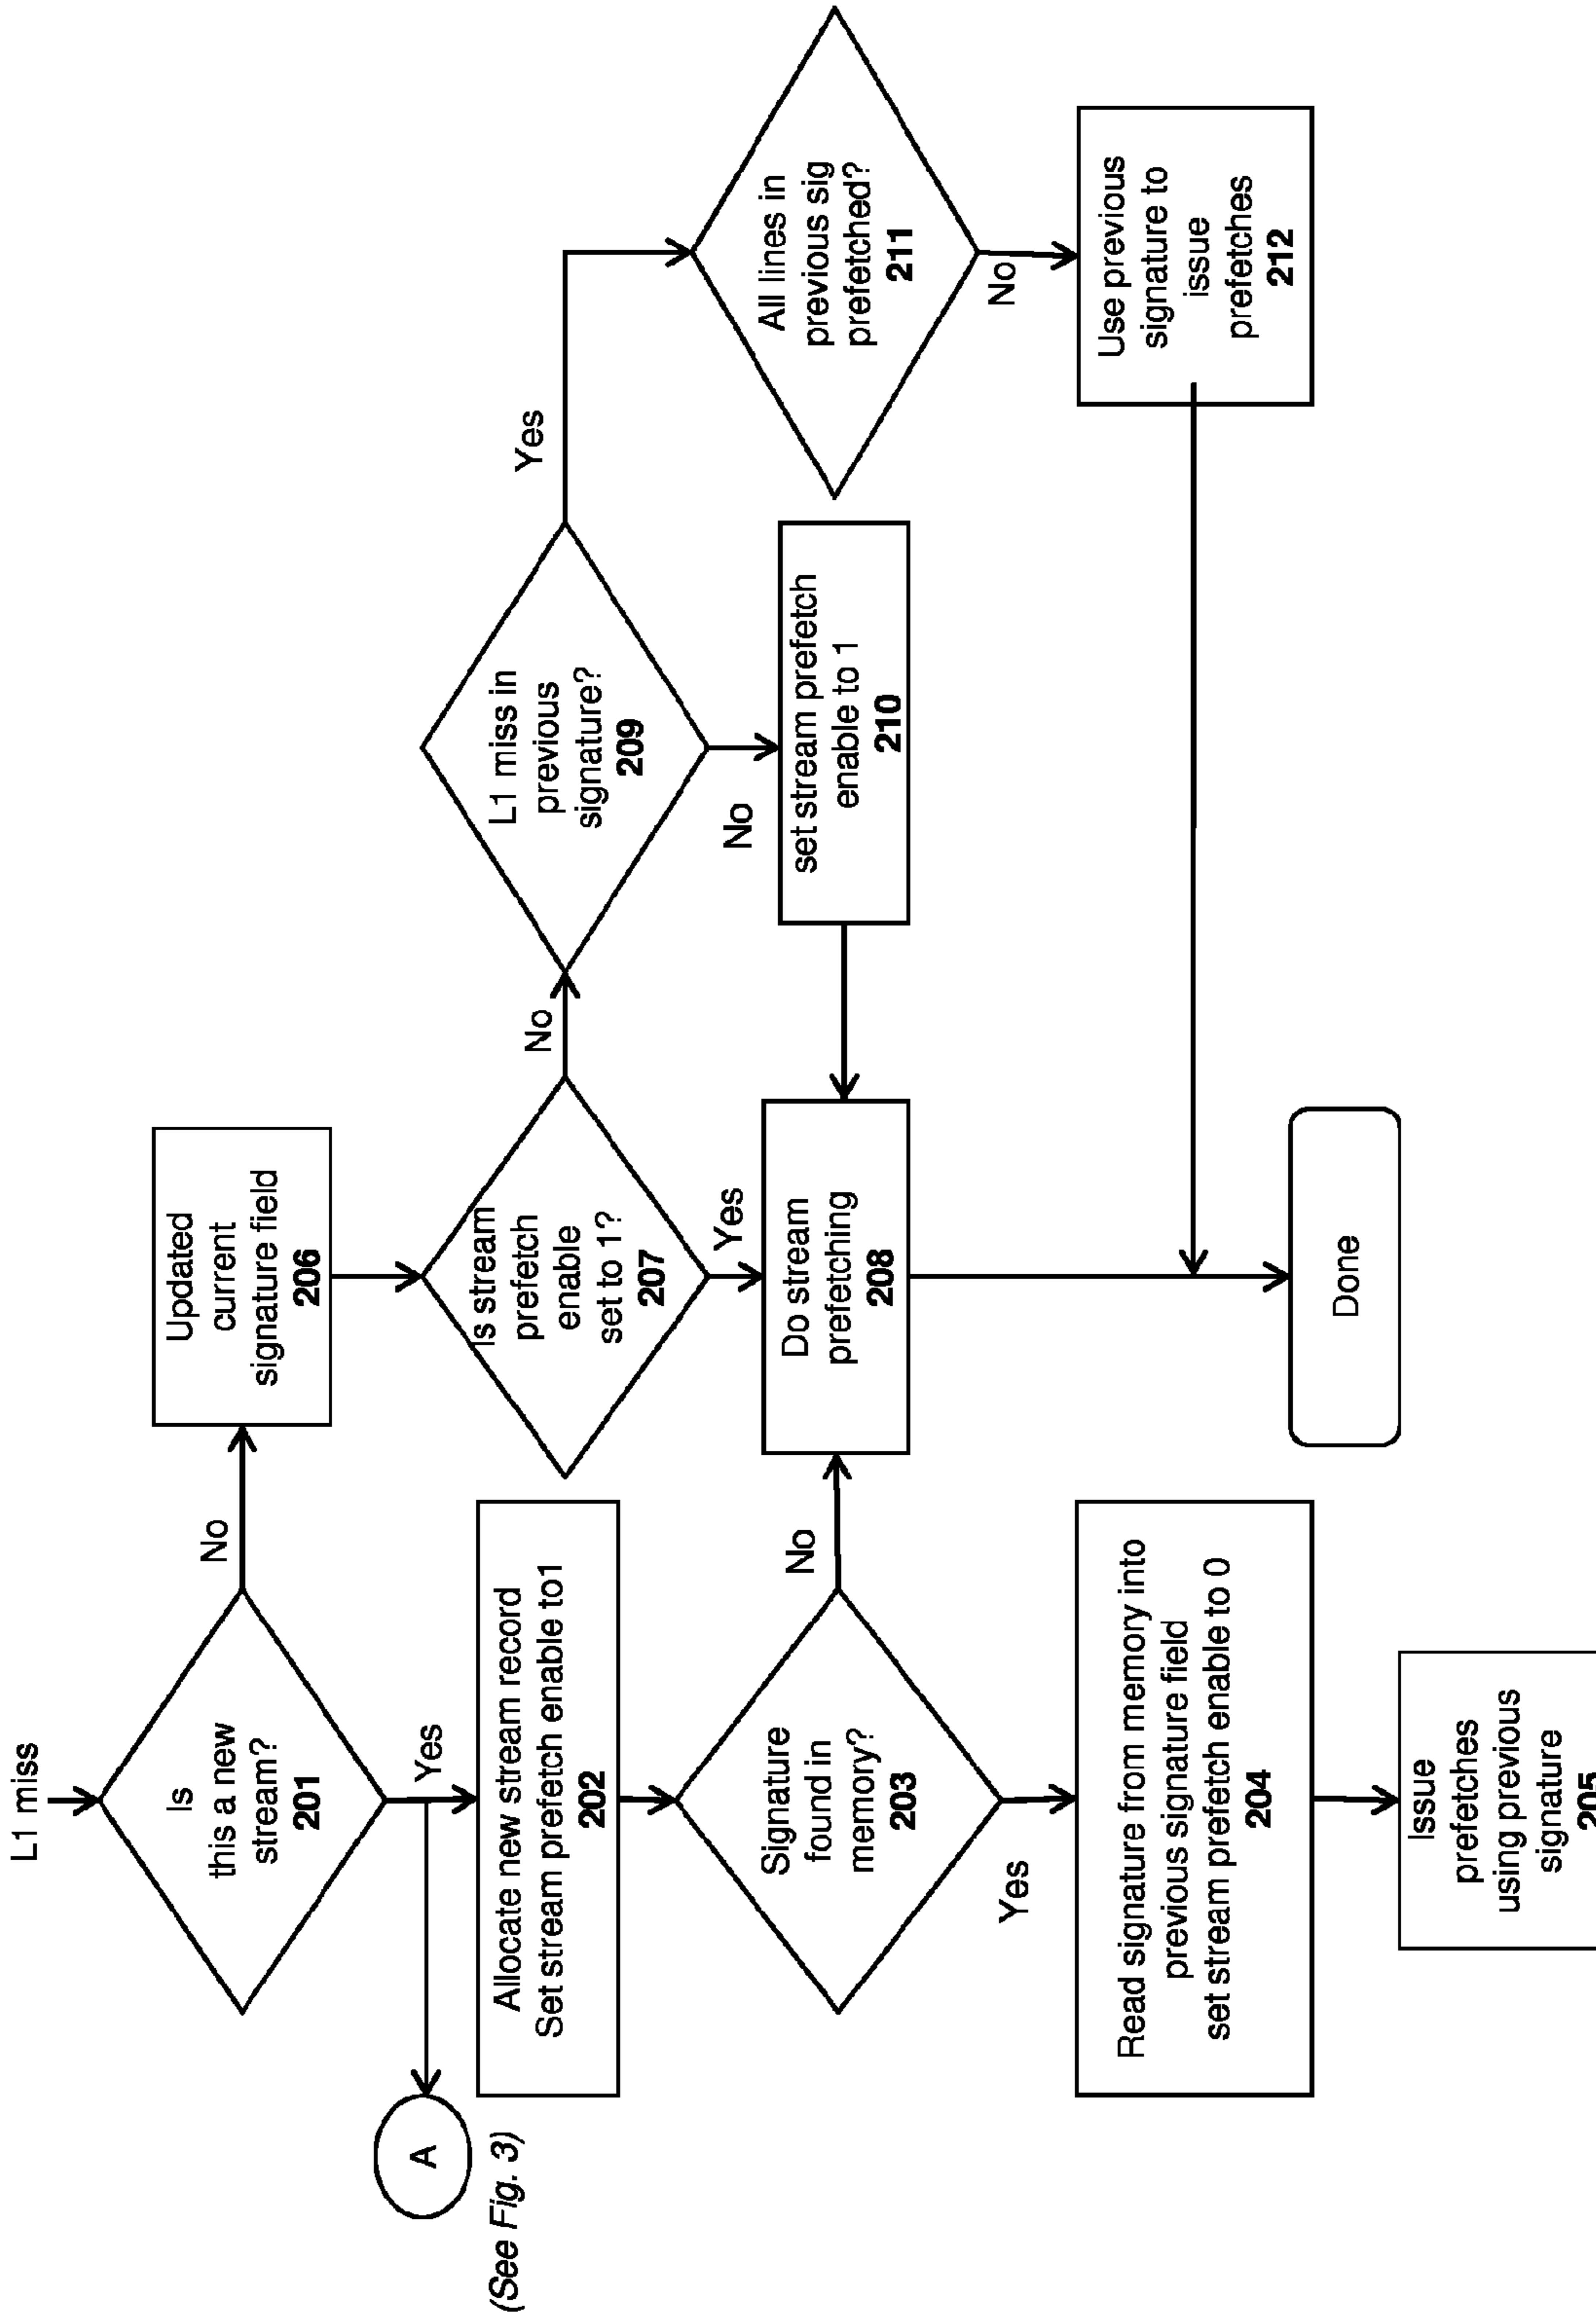 L1 miss
Is
this a new
stream?
201
No
Yes
A
(See Fig. 3)
Allocate new stream record
Set stream prefetch enable to1
202
Signature
found in
memory?
203
No
Yes
Read signature from memory into
previous signature field
set stream prefetch enable to 0
204
Issue
prefetches
using previous
signature
205
Updated
current
signature field
206
Is stream
prefetch
enable
set to 1?
207
No
Yes
Do stream
prefetching
208
L1 miss in
previous
signature?
209
Yes
No
set stream prefetch
enable to 1
210
All lines in
previous sig
prefetched?
211
No
Use previous
signature to
issue
prefetches
212
Done